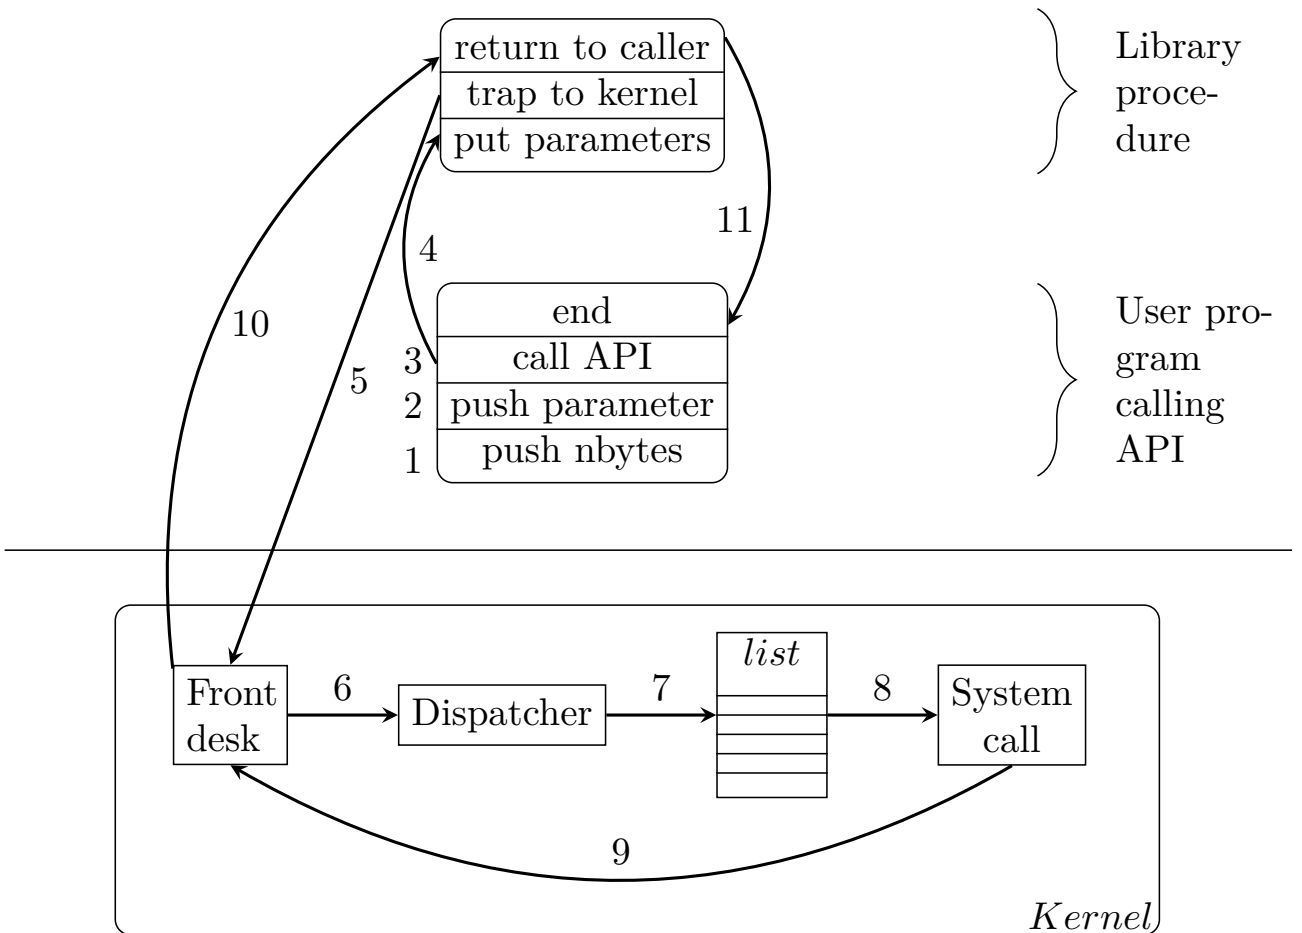 return to caller
trap to kernel
put parameters
Library
proce-
dure
11
4
10
5
end
3 call API
2 push parameter
1 push nbytes
User pro-
gram
calling
API
list
Front
desk
6
Dispatcher
7
8
System
call
9
Kernel